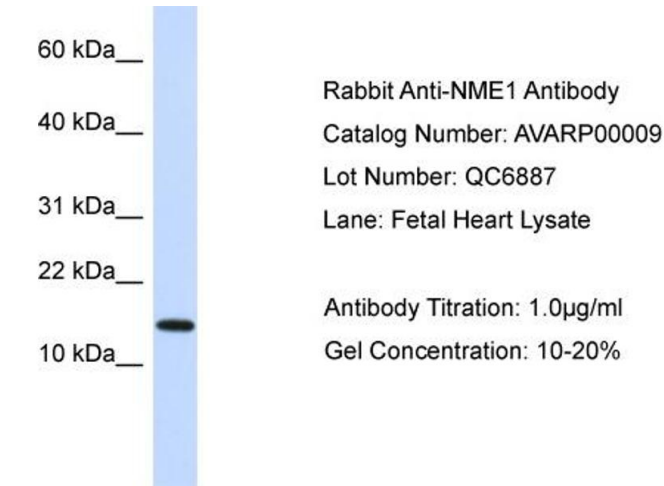 60 kDa__
40 kDa__
31 kDa__
22 kDa__
10 kDa__
Rabbit Anti-NME1 Antibody
Catalog Number: AVARP00009
Lot Number: QC6887
Lane: Fetal Heart Lysate
Antibody Titration: 1.0µg/ml
Gel Concentration: 10-20%